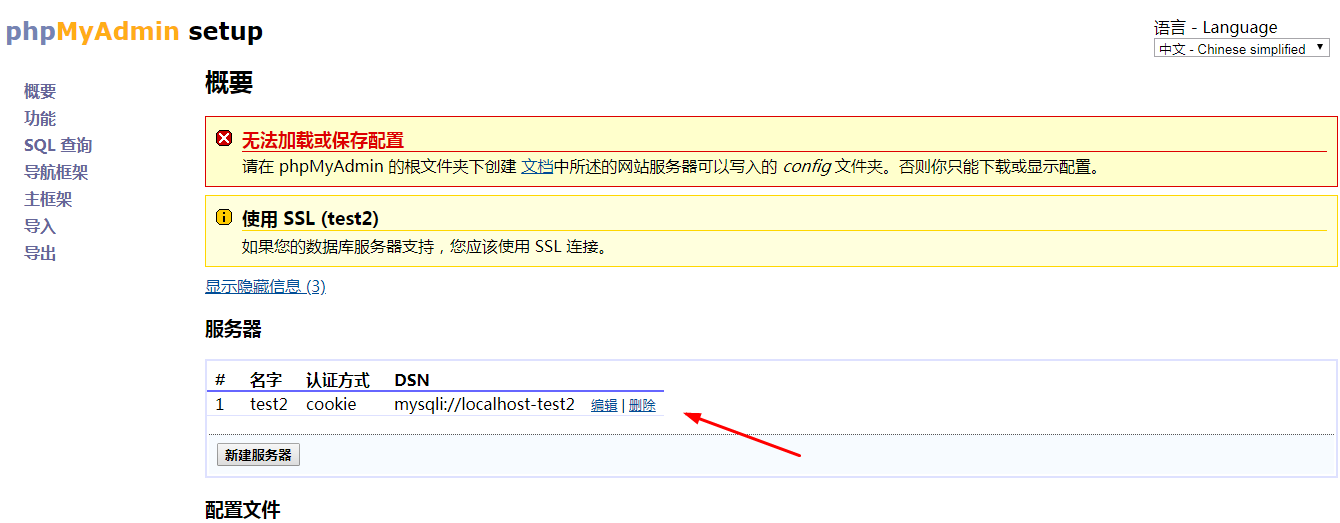 phpMyAdmin setup
语言 - Language
中文 - Chinese simplified
概要
功能
SQL 查询
导航框架
主框架
导入
导出
概要
无法加载或保存配置
请在 phpMyAdmin 的根文件夹下创建 文档中所述的网站服务器可以写入的 config 文件夹。否则你只能下载或显示配置。
使用 SSL (test2)
如果您的数据库服务器支持，您应该使用 SSL 连接。
显示隐藏信息 (3)
服务器
# 名字 认证方式 DSN
1 test2 cookie mysqli://localhost-test2 编辑 | 删除
新建服务器
配置文件